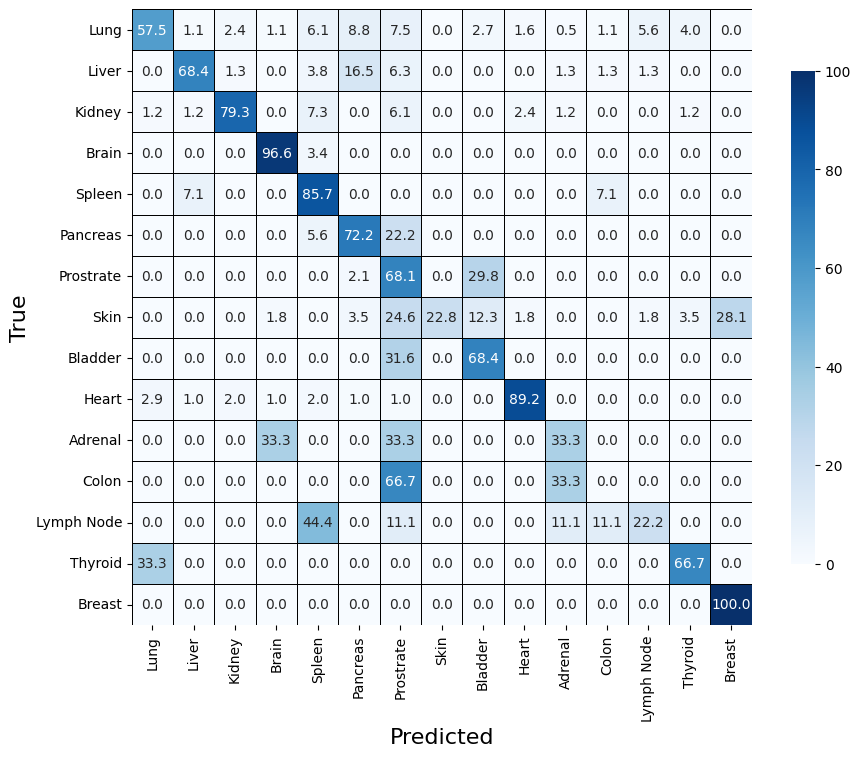 Lung 57.5 1.1 2.4 1.1 6.1 8.8 7.5 0.0 2.7 1.6 0.5 1.1 5.6 4.0 0.0
Liver 0.0 68.4 1.3 0.0 3.8 16.5 6.3 0.0 0.0 0.0 1.3 1.3 1.3 0.0 0.0
Kidney 1.2 1.2 79.3 0.0 7.3 0.0 6.1 0.0 0.0 2.4 1.2 0.0 0.0 1.2 0.0
Brain 0.0 0.0 0.0 96.6 3.4 0.0 0.0 0.0 0.0 0.0 0.0 0.0 0.0 0.0 0.0
Spleen 0.0 7.1 0.0 0.0 85.7 0.0 0.0 0.0 0.0 0.0 0.0 7.1 0.0 0.0 0.0
Pancreas 0.0 0.0 0.0 0.0 5.6 72.2 22.2 0.0 0.0 0.0 0.0 0.0 0.0 0.0 0.0
Prostrate 0.0 0.0 0.0 0.0 0.0 2.1 68.1 0.0 29.8 0.0 0.0 0.0 0.0 0.0 0.0
Skin 0.0 0.0 0.0 1.8 0.0 3.5 24.6 22.8 12.3 1.8 0.0 0.0 1.8 3.5 28.1
Bladder 0.0 0.0 0.0 0.0 0.0 0.0 31.6 0.0 68.4 0.0 0.0 0.0 0.0 0.0 0.0
Heart 2.9 1.0 2.0 1.0 2.0 1.0 1.0 0.0 0.0 89.2 0.0 0.0 0.0 0.0 0.0
Adrenal 0.0 0.0 0.0 33.3 0.0 0.0 33.3 0.0 0.0 0.0 33.3 0.0 0.0 0.0 0.0
Colon 0.0 0.0 0.0 0.0 0.0 0.0 66.7 0.0 0.0 0.0 33.3 0.0 0.0 0.0 0.0
Lymph Node 0.0 0.0 0.0 0.0 44.4 0.0 11.1 0.0 0.0 0.0 11.1 11.1 22.2 0.0 0.0
Thyroid 33.3 0.0 0.0 0.0 0.0 0.0 0.0 0.0 0.0 0.0 0.0 0.0 0.0 66.7 0.0
Breast 0.0 0.0 0.0 0.0 0.0 0.0 0.0 0.0 0.0 0.0 0.0 0.0 0.0 0.0 100.0
Lung
Liver
Kidney
Brain
Spleen
Pancreas
Prostrate
Skin
Bladder
Heart
Adrenal
Colon
Lymph Node
Thyroid
Breast
Predicted
True
100
80
60
40
20
0